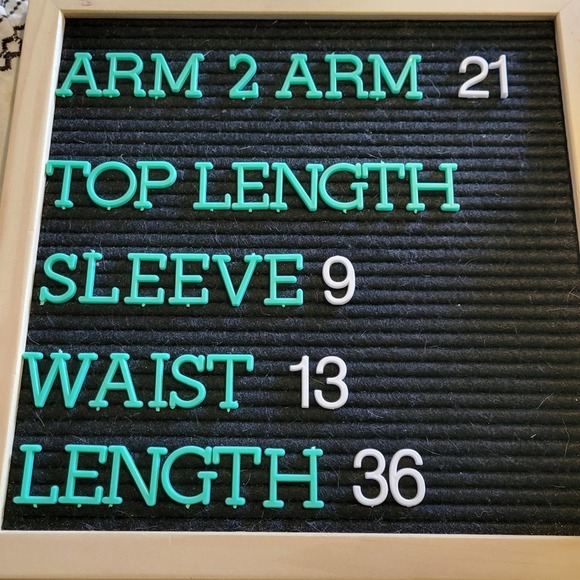 ARM 2 ARM 21
TOP LENGTH
SLEEVE 9
WAIST 13
LENGTH 36